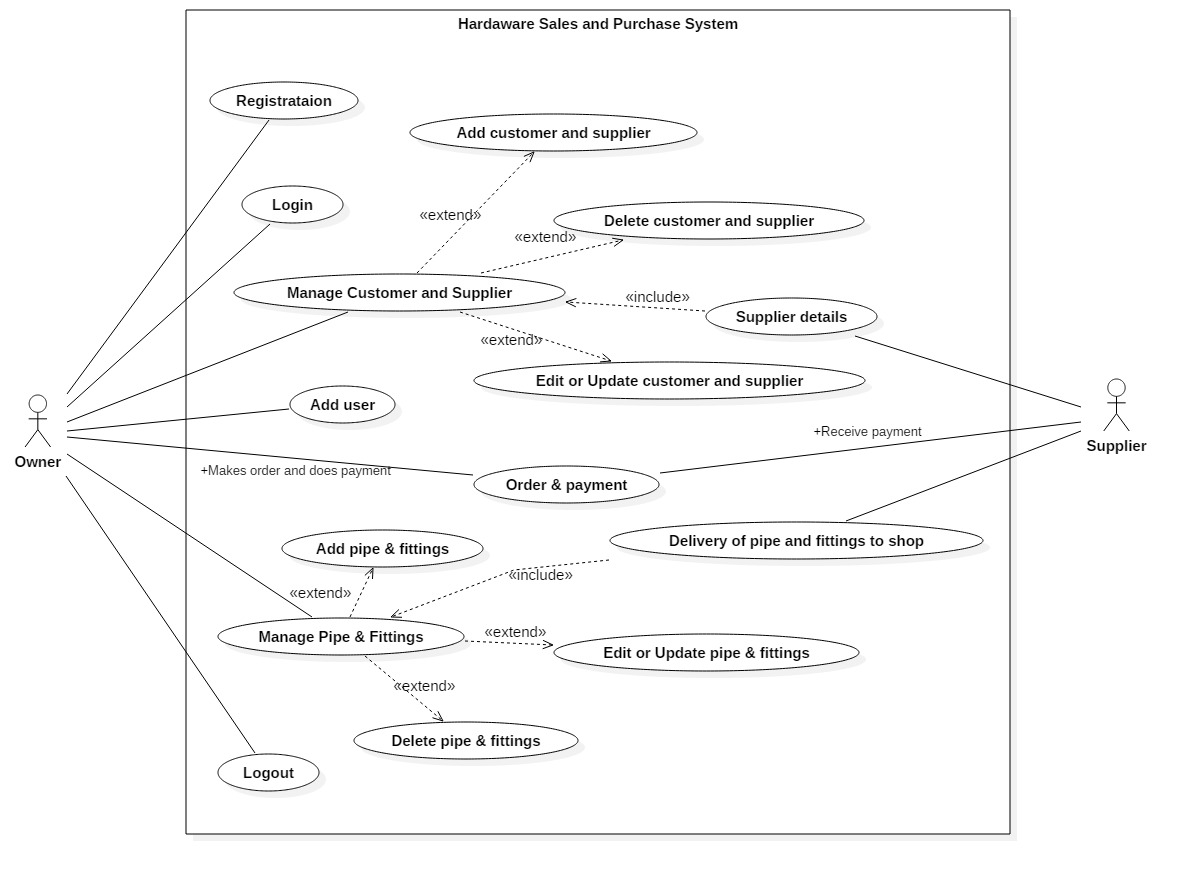 Hardaware Sales and Purchase System
Registrataion
Add customer and supplier
Login
«extend»
Delete customer and supplier
«extend»
Manage Customer and Supplier
«include»
Supplier details
«extend»
Edit or Update customer and supplier
Add user
+Receive payment
Owner
Supplier
+Makes order and does payment
Order & payment
Delivery of pipe and fittings to shop
Add pipe & fittings
«include»
«extend»
Manage Pipe & Fittings
«extend»
Edit or Update pipe & fittings
«extend»
Delete pipe & fittings
Logout